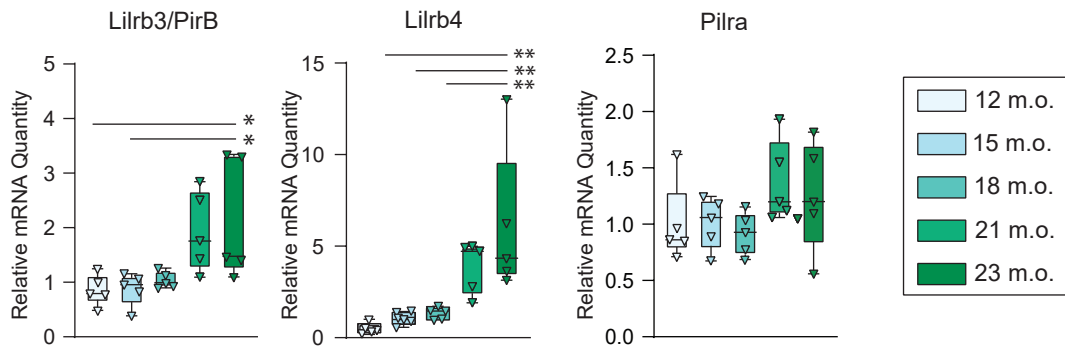 Lilrb3/PirB
Relative mRNA Quantity
5
4
3
2
1
0
*
*
Lilrb4
Relative mRNA Quantity
15
10
5
0
**
**
**
Pilra
Relative mRNA Quantity
2.5
2.0
1.5
1.0
0.5
0.0
12 m.o.
15 m.o.
18 m.o.
21 m.o.
23 m.o.